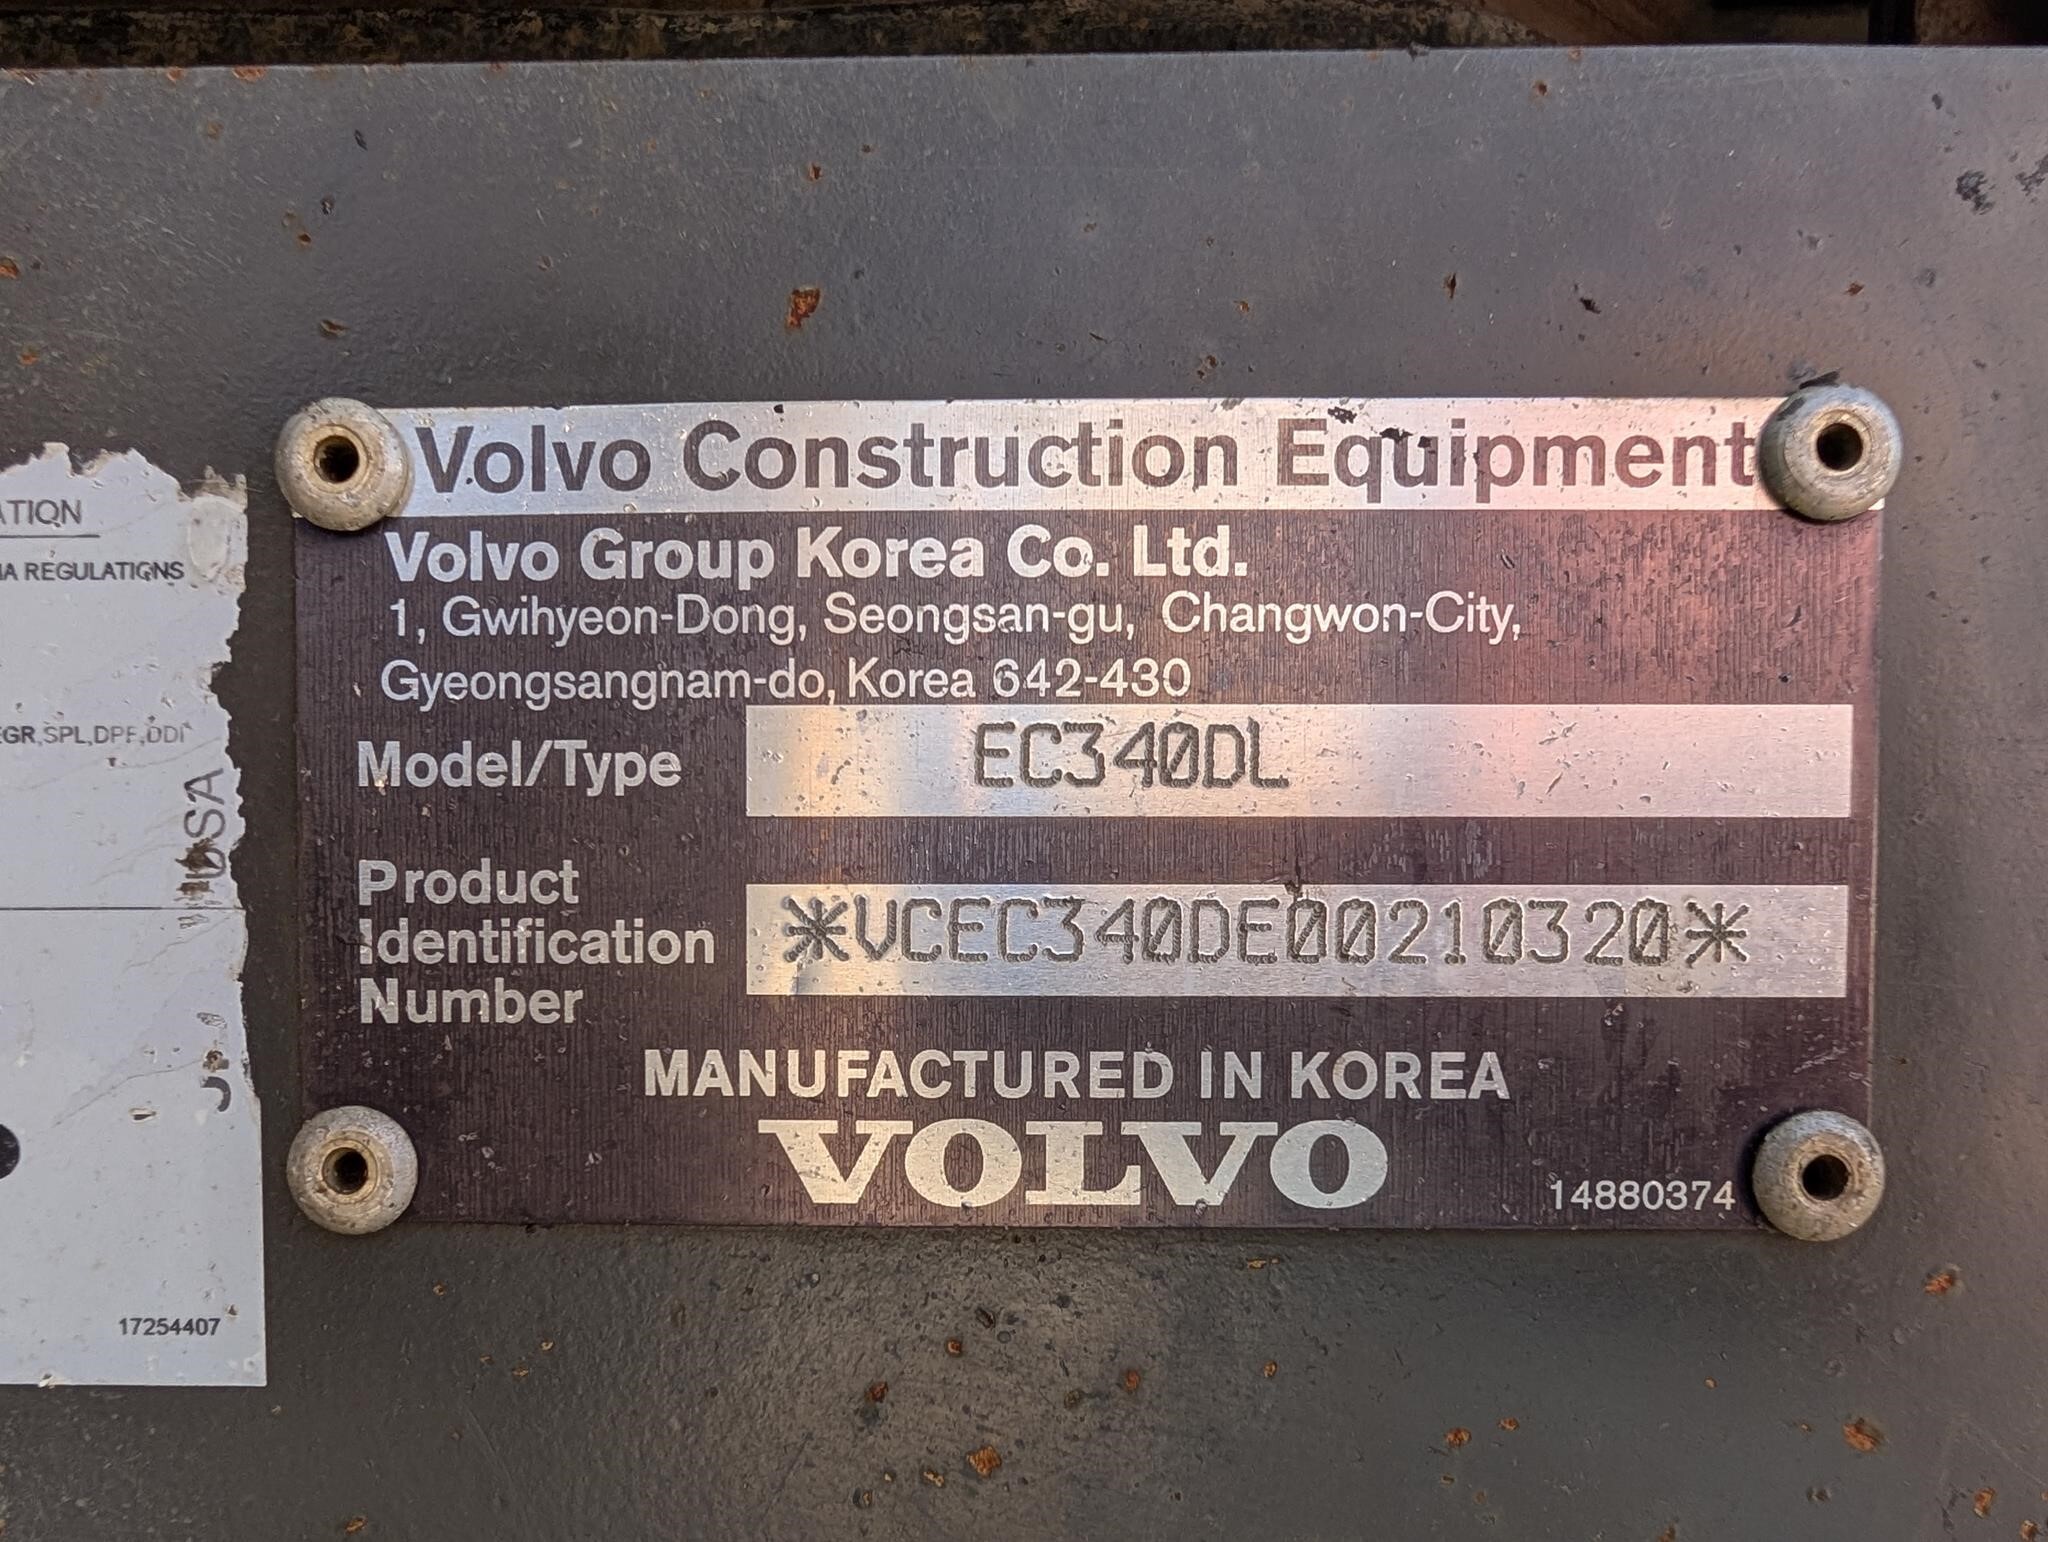 Volvo Construction Equipment
Volvo Group Korea Co. Ltd.
1, Gwihyeon-Dong, Seongsan-gu, Changwon-City,
Gyeongsangnam-do, Korea 642-430
Model/Type EC340DL
Product
Identification
Number
*VCEC340DE00210320*
MANUFACTURED IN KOREA
VOLVO
14880374
ATION
IA REGULATIONS
EGR,SPL,DPF,DDI
USA
17254407